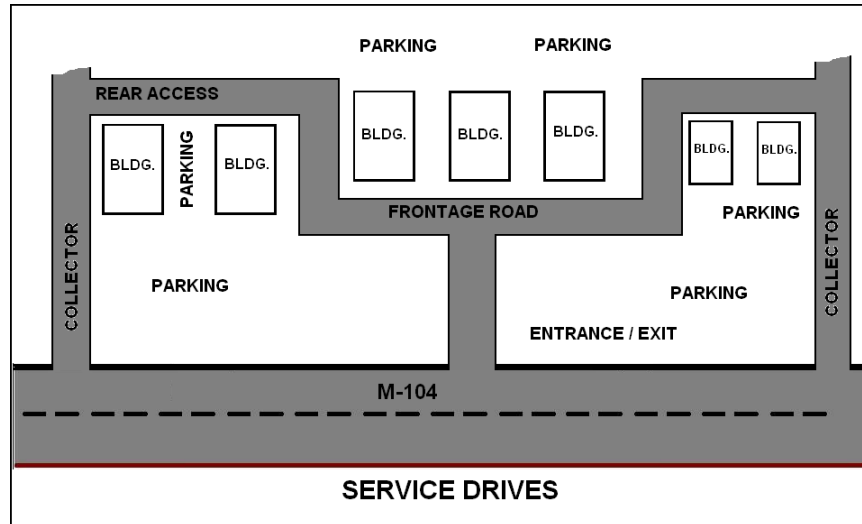 PARKING
PARKING
REAR ACCESS
BLDG.
BLDG.
BLDG.
BLDG.
PARKING
BLDG.
BLDG.
BLDG.
FRONTAGE ROAD
PARKING
COLLECTOR
COLLECTOR
PARKING
PARKING
ENTRANCE / EXIT
M-104
SERVICE DRIVES